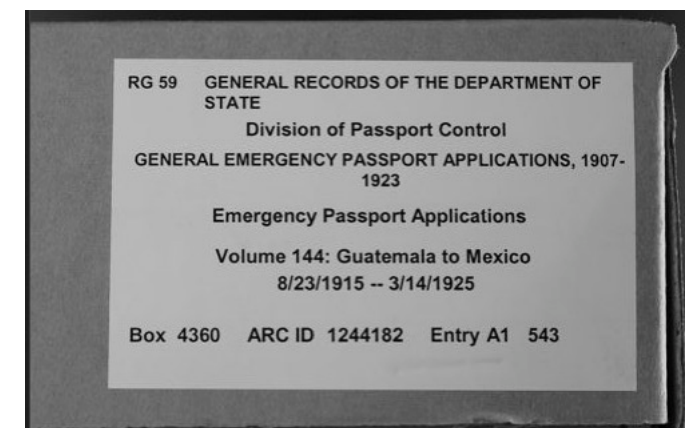 RG 59 GENERAL RECORDS OF THE DEPARTMENT OF
STATE
Division of Passport Control
GENERAL EMERGENCY PASSPORT APPLICATIONS, 1907-
1923
Emergency Passport Applications
Volume 144: Guatemala to Mexico
8/23/1915 -- 3/14/1925
Box 4360 ARC ID 1244182 Entry A1 543